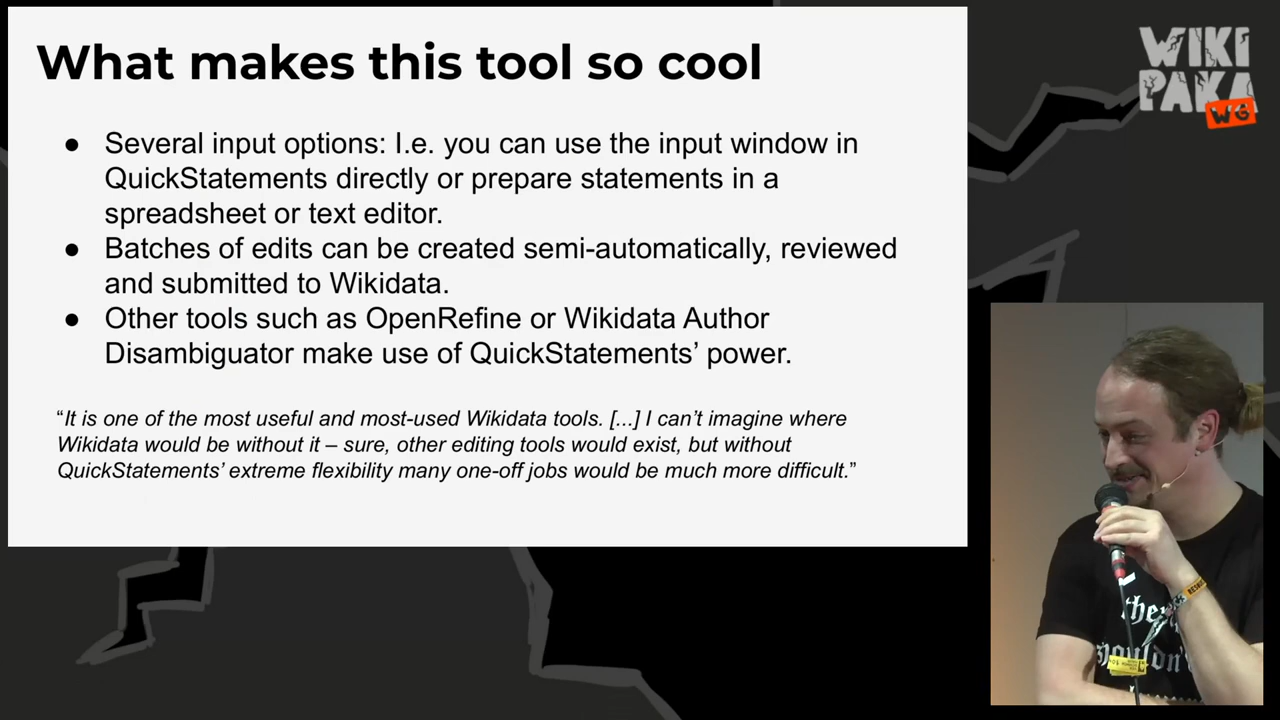 What makes this tool so cool
● Several input options: I.e. you can use the input window in
QuickStatements directly or prepare statements in a
spreadsheet or text editor.
● Batches of edits can be created semi-automatically, reviewed
and submitted to Wikidata.
● Other tools such as OpenRefine or Wikidata Author
Disambiguator make use of QuickStatements’ power.
“It is one of the most useful and most-used Wikidata tools. [...] I can’t imagine where
Wikidata would be without it – sure, other editing tools would exist, but without
QuickStatements’ extreme flexibility many one-off jobs would be much more difficult.”
WIKI
PAKA
WG
shouldn't